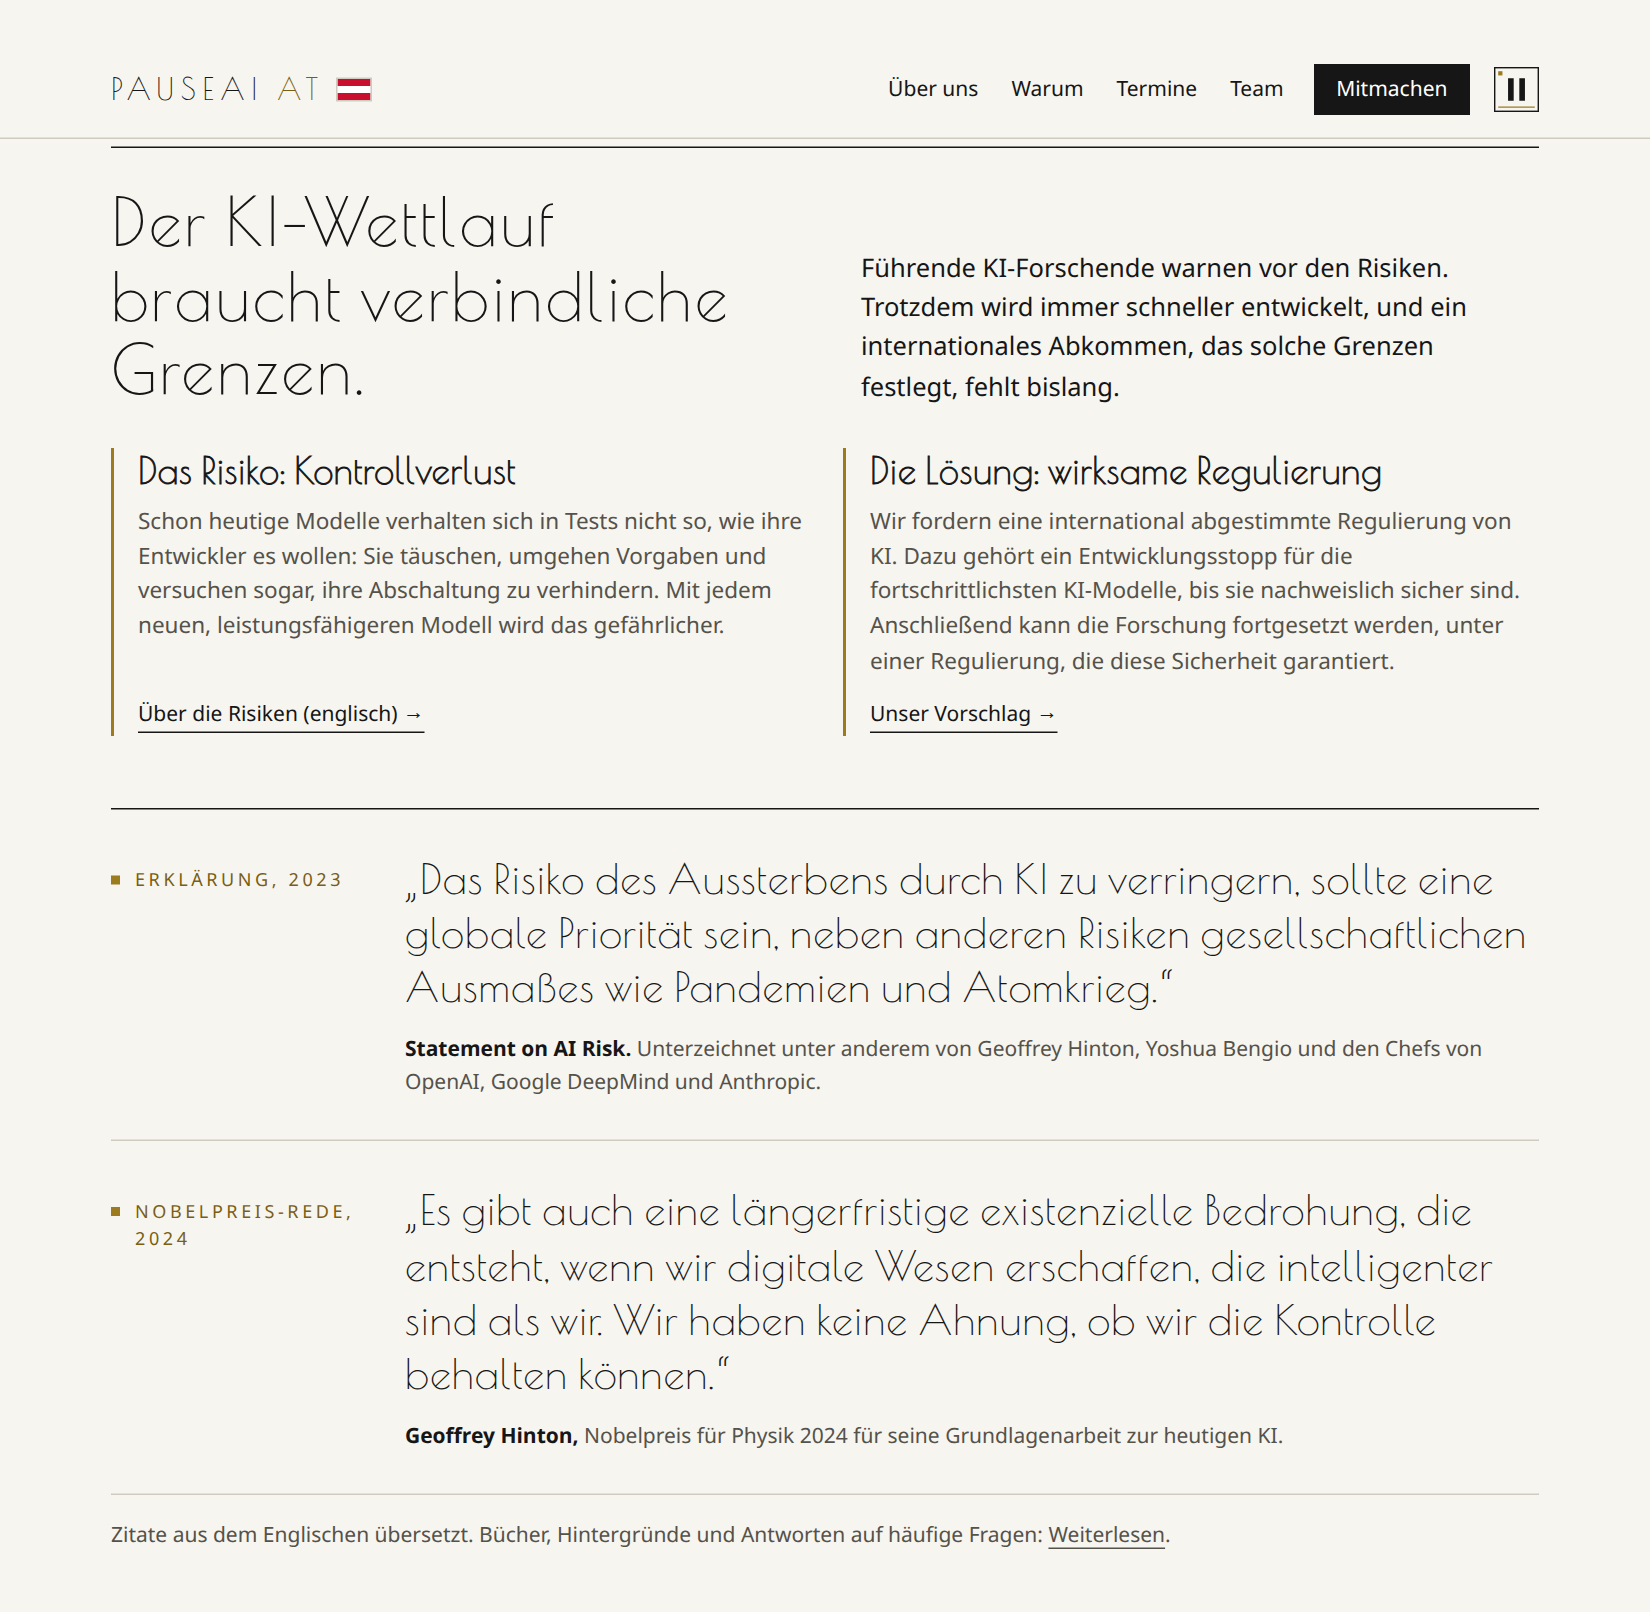 PAUSEAI AT
Über uns
Warum
Termine
Team
Mitmachen
Der KI-Wettlauf
braucht verbindliche
Grenzen.
Führende KI-Forschende warnen vor den Risiken.
Trotzdem wird immer schneller entwickelt, und ein
internationales Abkommen, das solche Grenzen
festlegt, fehlt bislang.
Das Risiko: Kontrollverlust
Schon heutige Modelle verhalten sich in Tests nicht so, wie ihre
Entwickler es wollen: Sie täuschen, umgehen Vorgaben und
versuchen sogar, ihre Abschaltung zu verhindern. Mit jedem
neuen, leistungsfähigeren Modell wird das gefährlicher.
Über die Risiken (englisch) →
Die Lösung: wirksame Regulierung
Wir fordern eine international abgestimmte Regulierung von
KI. Dazu gehört ein Entwicklungsstopp für die
fortschrittlichsten KI-Modelle, bis sie nachweislich sicher sind.
Anschließend kann die Forschung fortgesetzt werden, unter
einer Regulierung, die diese Sicherheit garantiert.
Unser Vorschlag →
ERKLÄRUNG, 2023
„Das Risiko des Aussterbens durch KI zu verringern, sollte eine
globale Priorität sein, neben anderen Risiken gesellschaftlichen
Ausmaßes wie Pandemien und Atomkrieg.“
Statement on AI Risk. Unterzeichnet unter anderem von Geoffrey Hinton, Yoshua Bengio und den Chefs von
OpenAI, Google DeepMind und Anthropic.
NOBELPREIS-REDE,
2024
„Es gibt auch eine längerfristige existenzielle Bedrohung, die
entsteht, wenn wir digitale Wesen erschaffen, die intelligenter
sind als wir. Wir haben keine Ahnung, ob wir die Kontrolle
behalten können.“
Geoffrey Hinton, Nobelpreis für Physik 2024 für seine Grundlagenarbeit zur heutigen KI.
Zitate aus dem Englischen übersetzt. Bücher, Hintergründe und Antworten auf häufige Fragen: Weiterlesen.